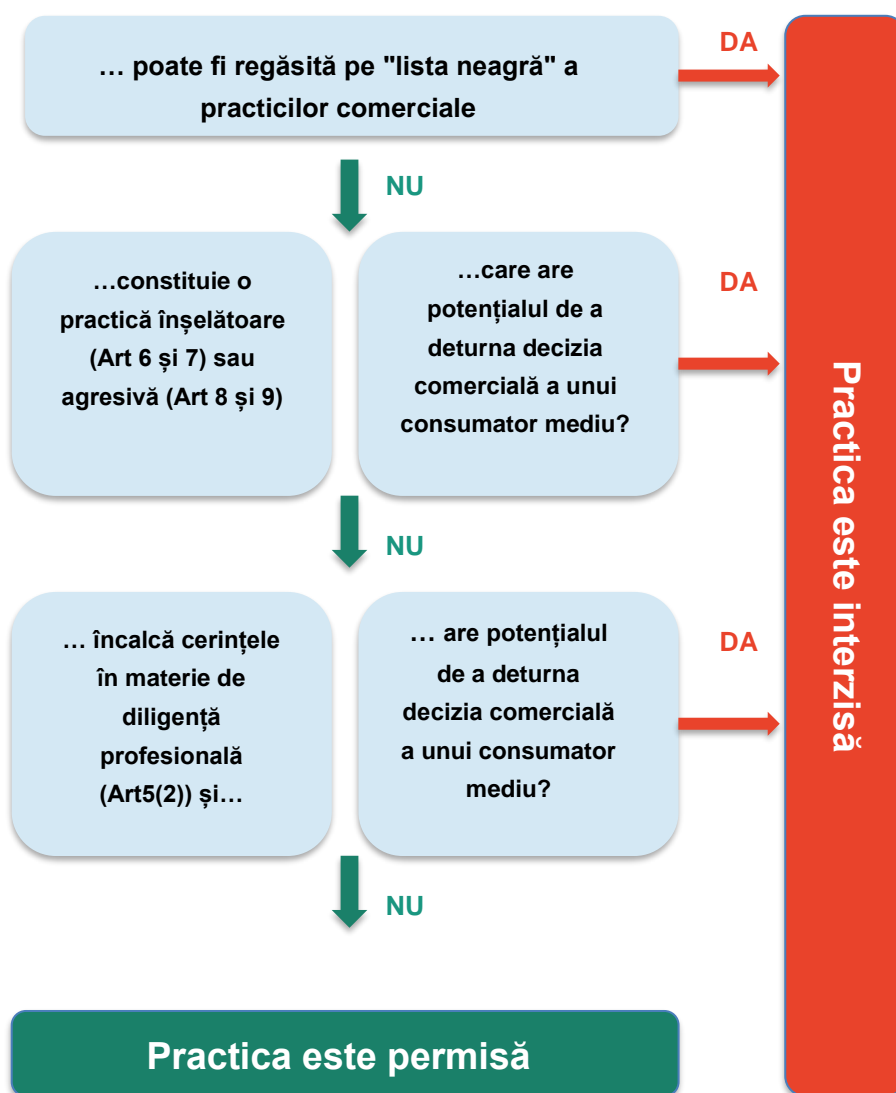 … poate fi regăsită pe "lista neagră" a
practicilor comerciale
DA
NU
…constituie o
practică înșelătoare
(Art 6 și 7) sau
agresivă (Art 8 și 9)
…care are
potențialul de a
deturna decizia
comercială a unui
consumator mediu?
DA
NU
… încalcă cerințele
în materie de
diligență
profesională
(Art5(2)) și…
… are potențialul
de a deturna
decizia comercială
a unui consumator
mediu?
DA
NU
Practica este permisă
Practica este interzisă